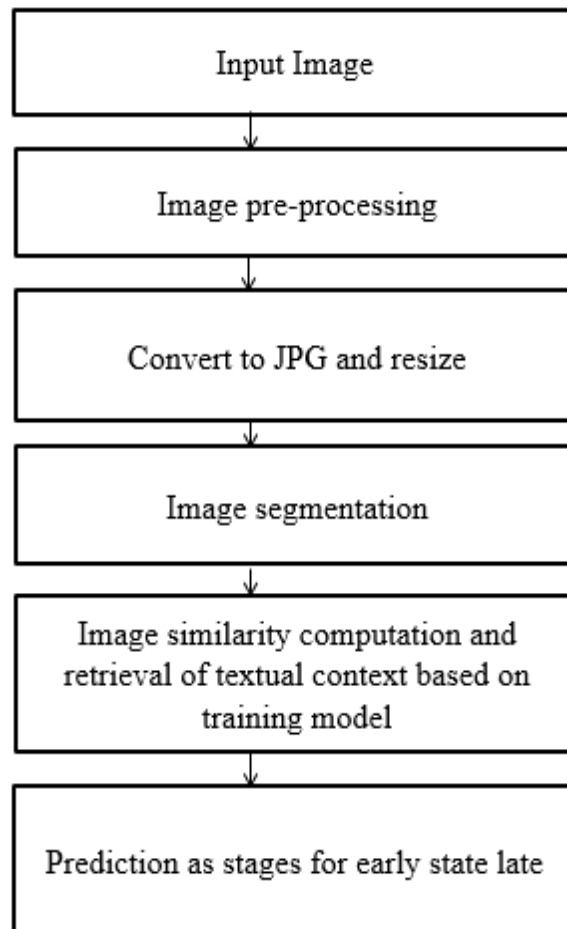 Input Image
Image pre-processing
Convert to JPG and resize
Image segmentation
Image similarity computation and
retrieval of textual context based on
training model
Prediction as stages for early state late